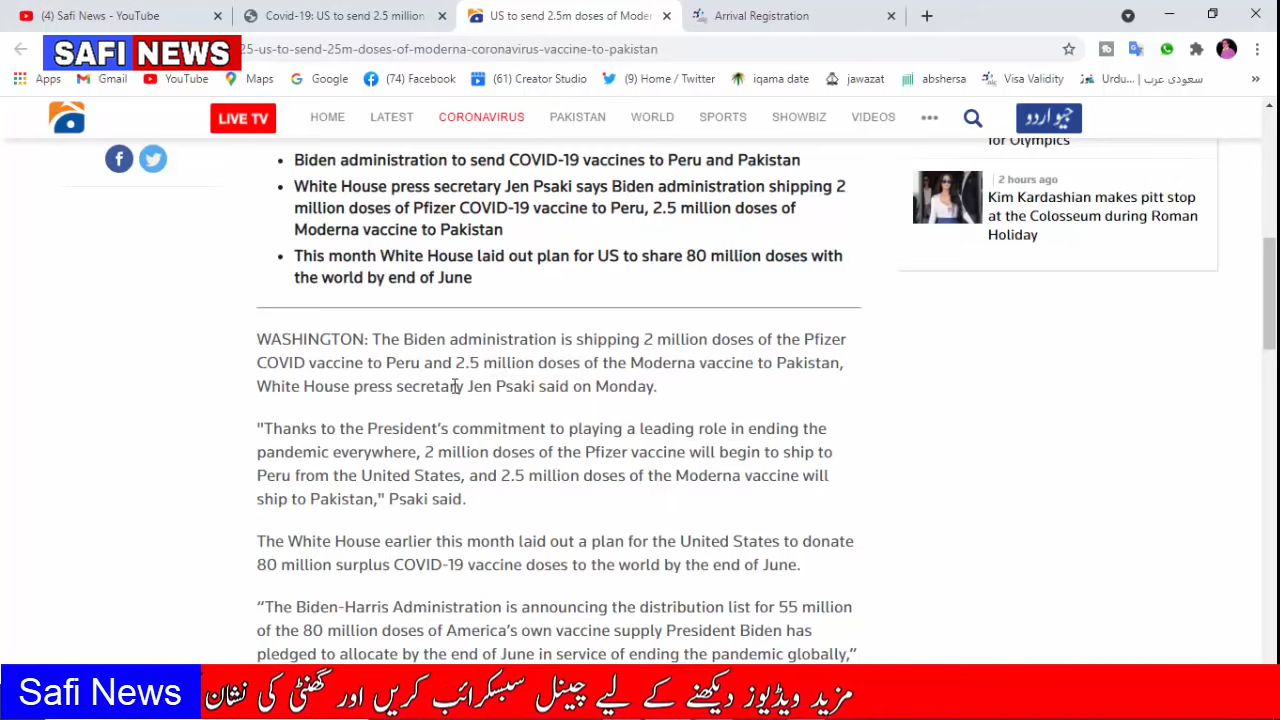 (4) Safi News - YouTube
Covid-19: US to send 2.5 million
US to send 2.5m doses of Moder
Arrival Registration
SAFI NEWS
25-us-to-send-25m-doses-of-moderna-coronavirus-vaccine-to-pakistan
Apps
Gmail
YouTube
Maps
Google
(74) Facebook
(61) Creator Studio
(9) Home / Twitter
iqama date
jawazat
abshersa
Visa Validity
سعودی عرب ... Urdu
»
LIVE TV
HOME
LATEST
CORONAVIRUS
PAKISTAN
WORLD
SPORTS
SHOWBIZ
VIDEOS
جیو اردو
for Olympics
2 hours ago
Kim Kardashian makes pitt stop
at the Colosseum during Roman
Holiday
• Biden administration to send COVID-19 vaccines to Peru and Pakistan
• White House press secretary Jen Psaki says Biden administration shipping 2
million doses of Pfizer COVID-19 vaccine to Peru, 2.5 million doses of
Moderna vaccine to Pakistan
• This month White House laid out plan for US to share 80 million doses with
the world by end of June
WASHINGTON: The Biden administration is shipping 2 million doses of the Pfizer
COVID vaccine to Peru and 2.5 million doses of the Moderna vaccine to Pakistan,
White House press secretary Jen Psaki said on Monday.
"Thanks to the President’s commitment to playing a leading role in ending the
pandemic everywhere, 2 million doses of the Pfizer vaccine will begin to ship to
Peru from the United States, and 2.5 million doses of the Moderna vaccine will
ship to Pakistan," Psaki said.
The White House earlier this month laid out a plan for the United States to donate
80 million surplus COVID-19 vaccine doses to the world by the end of June.
“The Biden-Harris Administration is announcing the distribution list for 55 million
of the 80 million doses of America’s own vaccine supply President Biden has
pledged to allocate by the end of June in service of ending the pandemic globally,”
Safi News
مزید ویڈیوز دیکھنے کے لیے چینل سبسکرائب کریں اور گھنٹی کی نشان